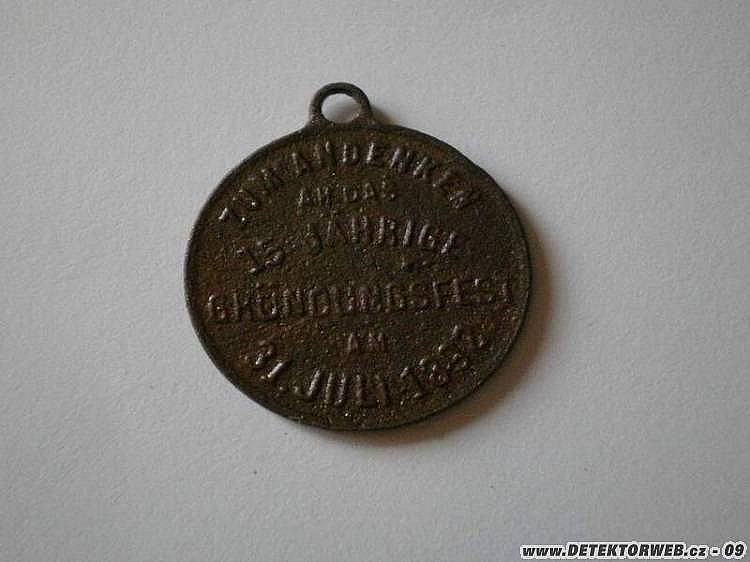 ZUM ANDENKEN
AN DAS
15 JÄHRIGE
GRÜNDUNGSFEST
AM
31. JULI
www.DETEKTORWEB.cz - 09